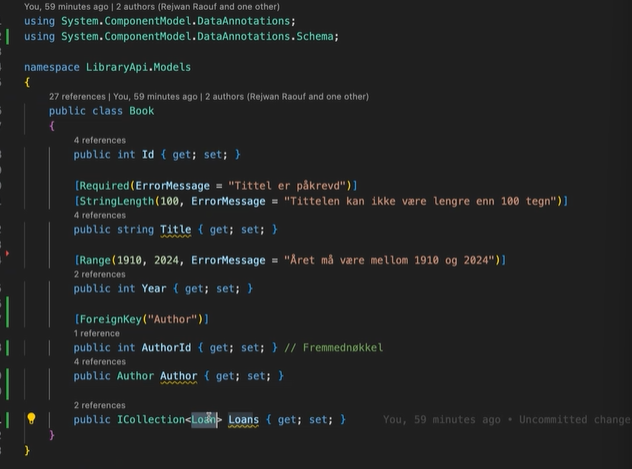 You, 59 minutes ago | 2 authors (Rejwan Raouf and one other)
using System.ComponentModel.DataAnnotations;
using System.ComponentModel.DataAnnotations.Schema;
namespace LibraryApi.Models
{
27 references | You, 59 minutes ago | 2 authors (Rejwan Raouf and one other)
public class Book
{
4 references
public int Id { get; set; }
[Required(ErrorMessage = "Tittel er påkrevd")]
[StringLength(100, ErrorMessage = "Tittelen kan ikke være lengre enn 100 tegn")]
4 references
public string Title { get; set; }
[Range(1910, 2024, ErrorMessage = "Året må være mellom 1910 og 2024")]
2 references
public int Year { get; set; }
[ForeignKey("Author")]
1 reference
public int AuthorId { get; set; } // Fremmednøkkel
4 references
public Author Author { get; set; }
2 references
public ICollection<Loan> Loans { get; set; } You, 59 minutes ago • Uncommitted change
}
}